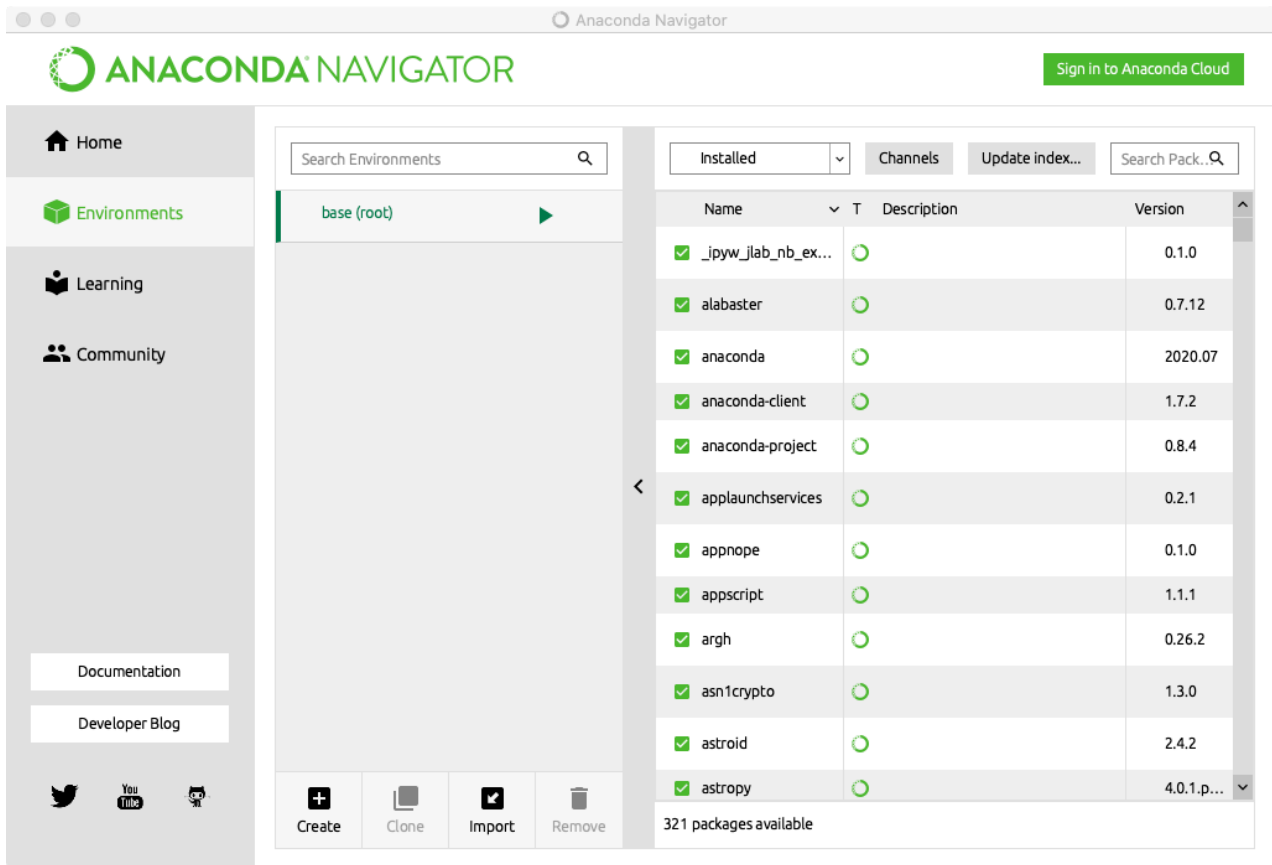 Anaconda Navigator
ANACONDA NAVIGATOR
Sign in to Anaconda Cloud
Home
Environments
Learning
Community
Documentation
Developer Blog
You
Tube
Search Environments
base (root)
Create
Clone
Import
Remove
Installed
Channels
Update index...
Search Pack...
Name
T
Description
Version
_ipyw_jlab_nb_ex...
0.1.0
alabaster
0.7.12
anaconda
2020.07
anaconda-client
1.7.2
anaconda-project
0.8.4
applaunchservices
0.2.1
appnope
0.1.0
appscript
1.1.1
argh
0.26.2
asn1crypto
1.3.0
astroid
2.4.2
astropy
4.0.1.p...
321 packages available